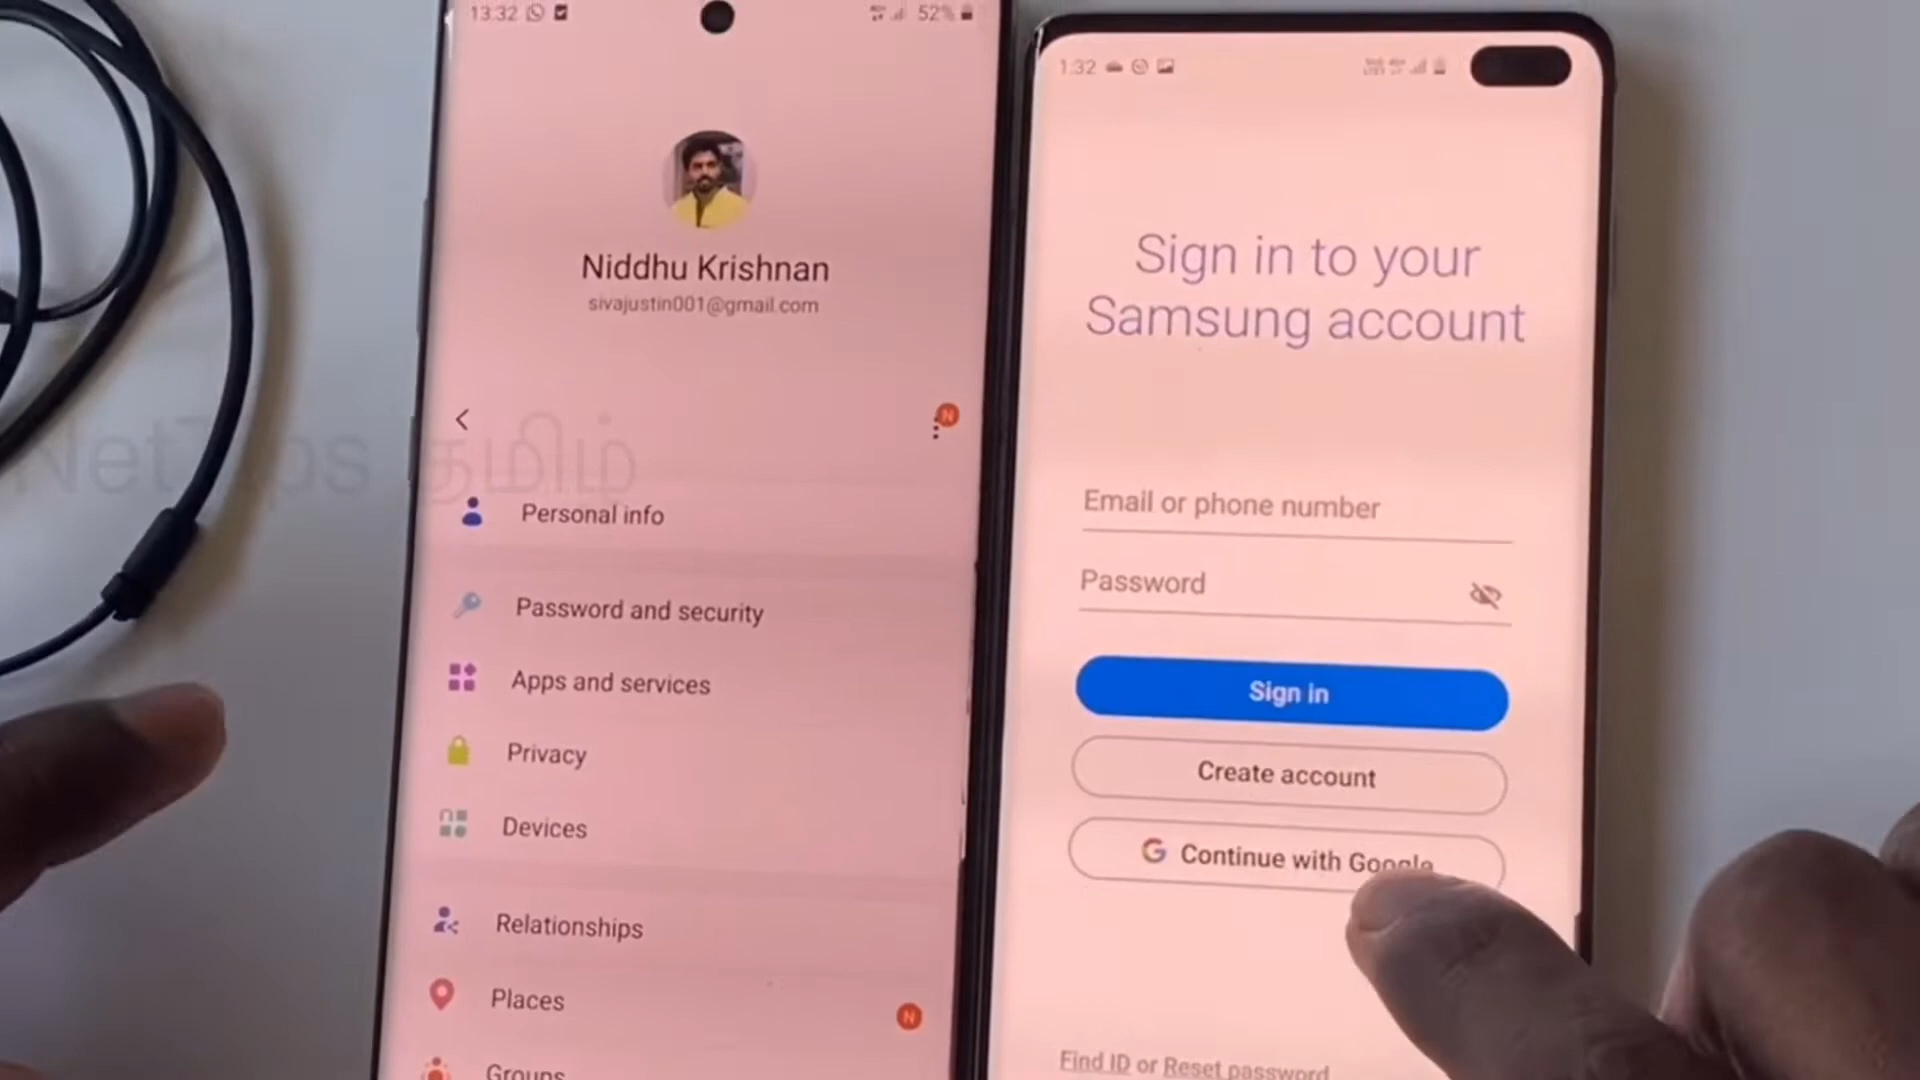 13:32
52%
Niddhu Krishnan
sivajustin001@gmail.com
N
Personal info
Password and security
Apps and services
Privacy
Devices
Relationships
Places
N
Groups
1:32
Sign in to your
Samsung account
Email or phone number
Password
Sign in
Create account
Continue with Google
Find ID or Reset password
தமிழ்